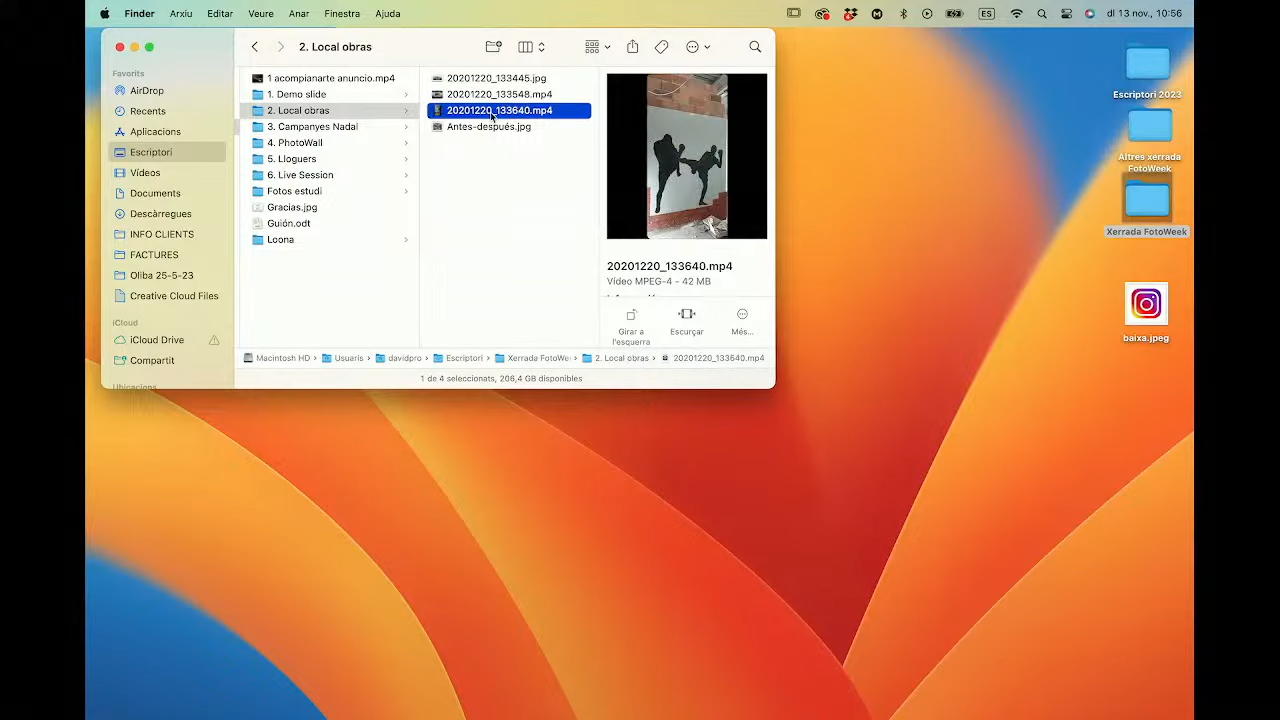 Finder Arxiu Editar Veure Anar Finestra Ajuda
ES
dl 13 nov., 10:56
2. Local obras
Favorits
AirDrop
Recents
Aplicacions
Escriptori
Vídeos
Documents
Descàrregues
INFO CLIENTS
FACTURES
Oliba 25-5-23
Creative Cloud Files
iCloud
iCloud Drive
Compartit
Ubicacions
1 acompianarte anuncio.mp4
1. Demo slide
2. Local obras
3. Campanyes Nadal
4. PhotoWall
5. Lloguers
6. Live Session
Fotos estudi
Gracias.jpg
Guión.odt
Loona
20201220_133445.jpg
20201220_133548.mp4
20201220_133640.mp4
Antes-después.jpg
20201220_133640.mp4
Vídeo MPEG-4 - 42 MB
Girar a
l'esquerra
Escurçar
Més...
Macintosh HD › Usuaris › davidpro › Escriptori › Xerrada FotoWe › 2. Local obras › 20201220_133640.mp4
1 de 4 seleccionats, 206,4 GB disponibles
Escriptori 2023
Altres xerrada
FotoWeek
Xerrada FotoWeek
baixa.jpeg